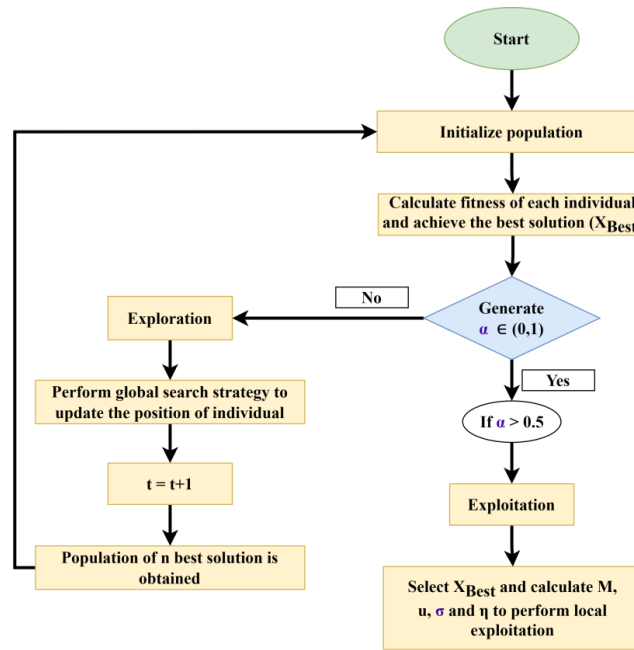 Start
Initialize population
Calculate fitness of each individual
and achieve the best solution (XBest
Generate
α ∈ (0,1)
No
Yes
If α > 0.5
Exploitation
Select XBest and calculate M,
u, σ and η to perform local
exploitation
Exploration
Perform global search strategy to
update the position of individual
t = t+1
Population of n best solution is
obtained